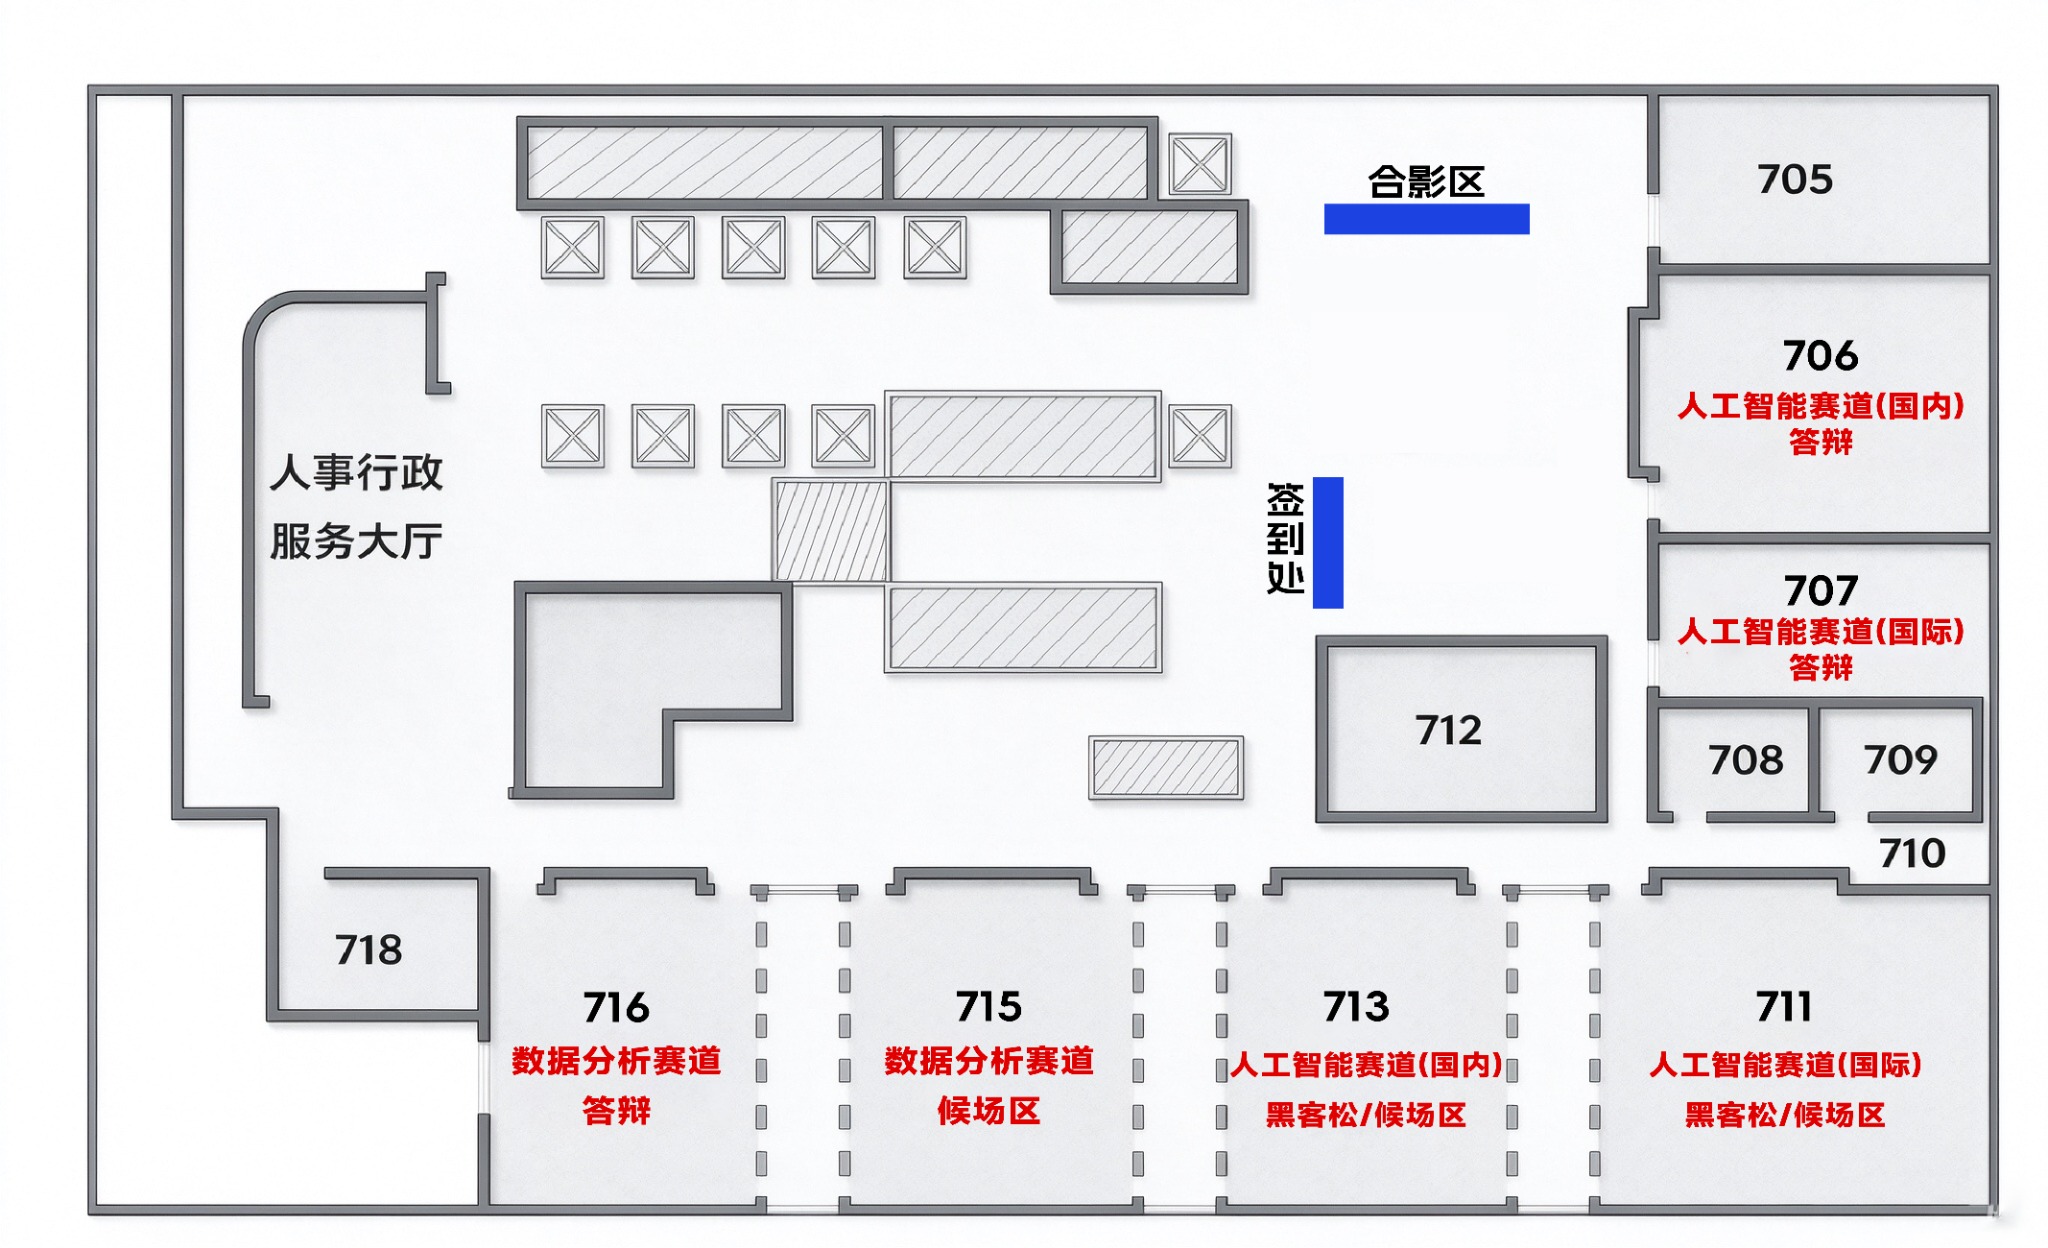 合影区
705
706
人工智能赛道(国内)
答辩
人事行政
服务大厅
签到处
707
人工智能赛道(国际)
答辩
712
708
709
710
718
716
数据分析赛道
答辩
715
数据分析赛道
候场区
713
人工智能赛道(国内)
黑客松/候场区
711
人工智能赛道(国际)
黑客松/候场区